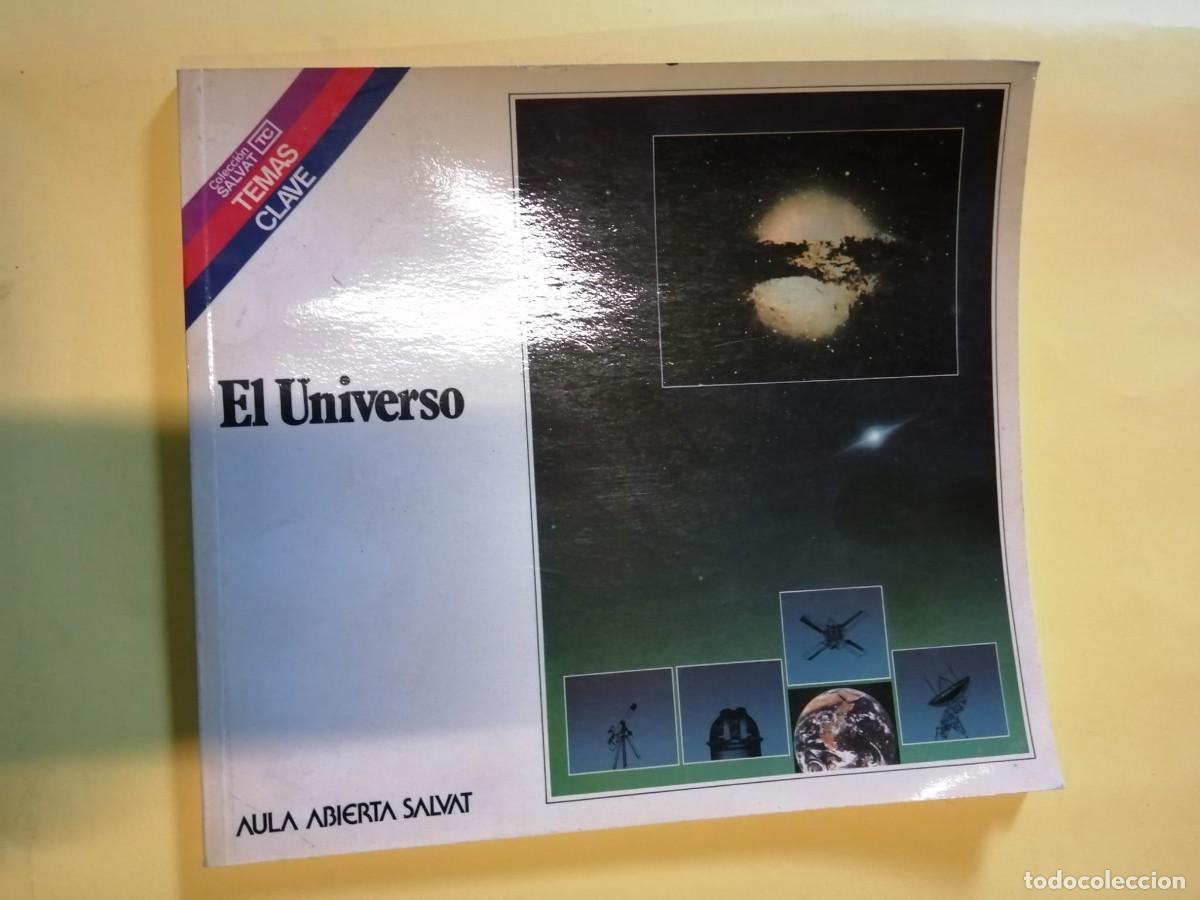 Colección
SALVAT TC
TEMAS
CLAVE
El Universo
AULA ABIERTA SALVAT
todocoleccion